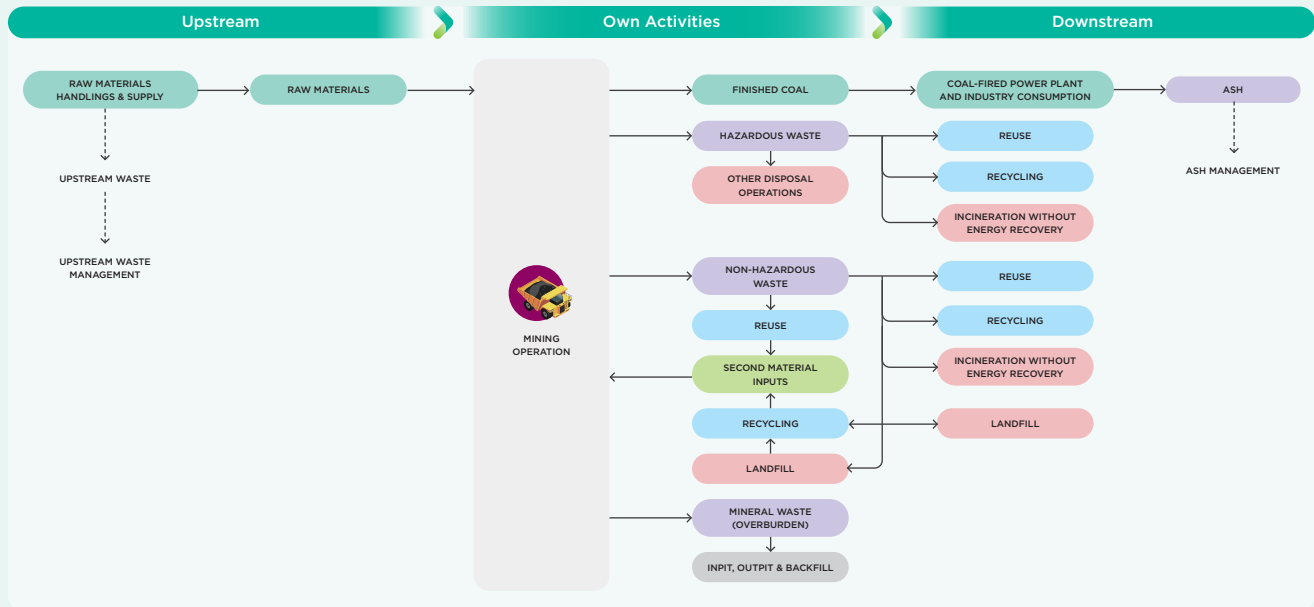 Upstream
Own Activities
Downstream
RAW MATERIALS
HANDLINGS & SUPPLY
RAW MATERIALS
FINISHED COAL
COAL-FIRED POWER PLANT
AND INDUSTRY CONSUMPTION
ASH
HAZARDOUS WASTE
REUSE
UPSTREAM WASTE
OTHER DISPOSAL
OPERATIONS
RECYCLING
ASH MANAGEMENT
INCINERATION WITHOUT
ENERGY RECOVERY
UPSTREAM WASTE
MANAGEMENT
NON-HAZARDOUS
WASTE
REUSE
MINING
OPERATION
REUSE
RECYCLING
SECOND MATERIAL
INPUTS
INCINERATION WITHOUT
ENERGY RECOVERY
RECYCLING
LANDFILL
LANDFILL
MINERAL WASTE
(OVERBURDEN)
INPIT, OUTPIT & BACKFILL